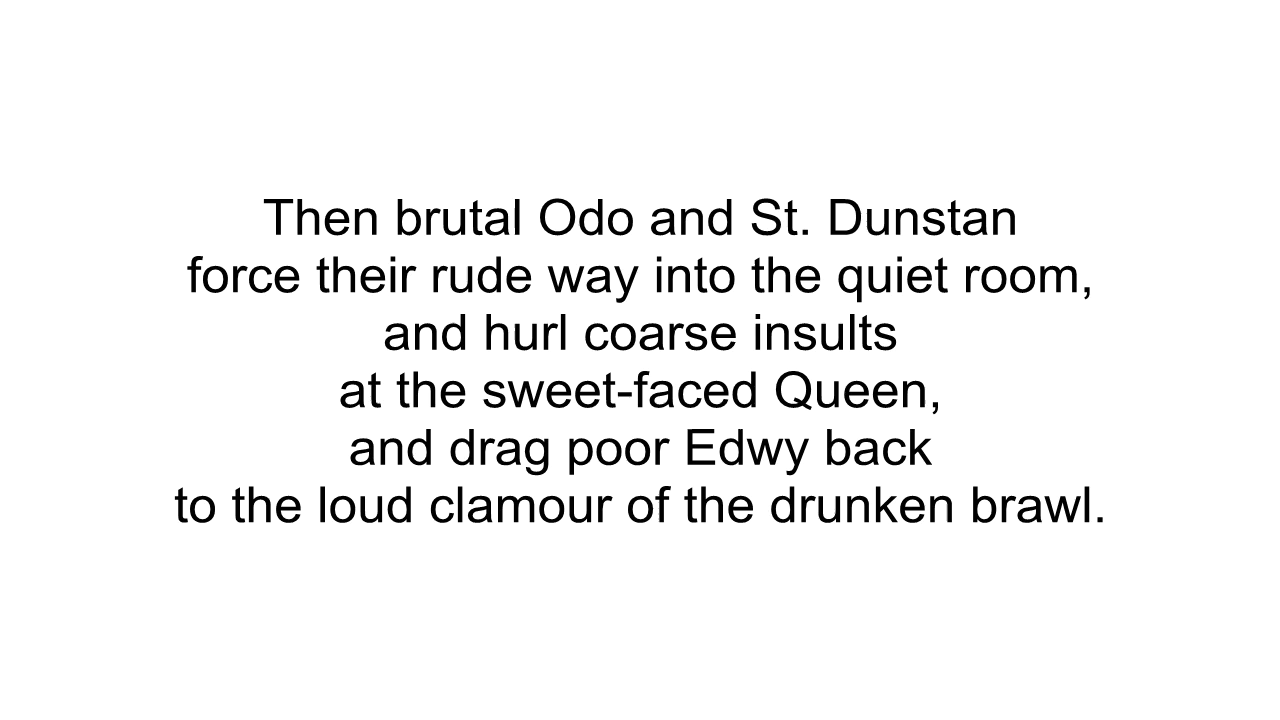 Then brutal Odo and St. Dunstan
force their rude way into the quiet room,
and hurl coarse insults
at the sweet-faced Queen,
and drag poor Edwy back
to the loud clamour of the drunken brawl.